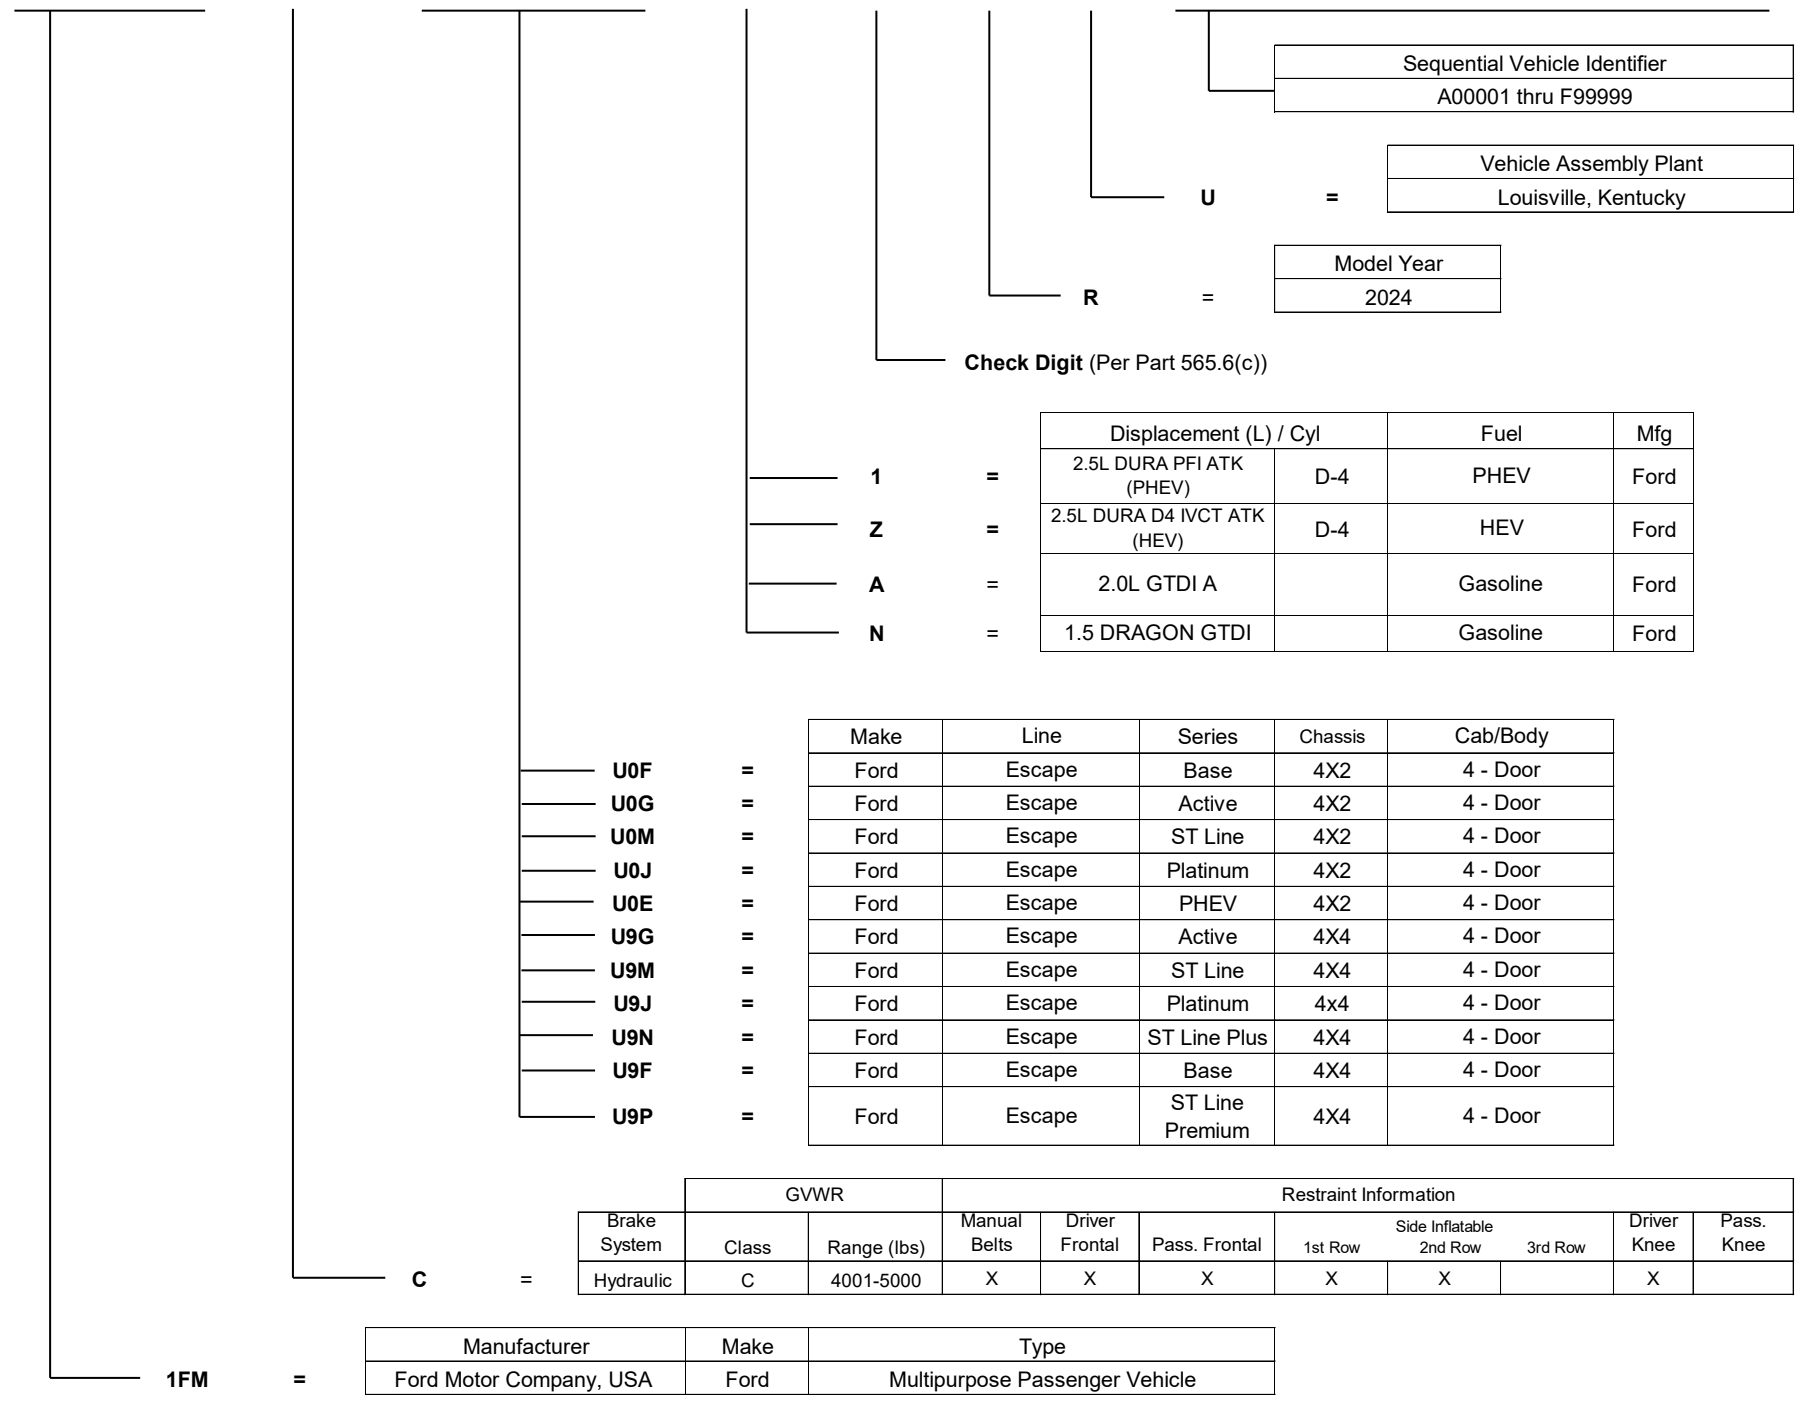 Sequential Vehicle Identifier
A00001 thru F99999
Vehicle Assembly Plant
U = Louisville, Kentucky
Model Year
R = 2024
Check Digit (Per Part 565.6(c))
Displacement (L) / Cyl Fuel Mfg
1 = 2.5L DURA PFI ATK (PHEV) D-4 PHEV Ford
Z = 2.5L DURA D4 IVCT ATK (HEV) D-4 HEV Ford
A = 2.0L GTDI A Gasoline Ford
N = 1.5 DRAGON GTDI Gasoline Ford
Make Line Series Chassis Cab/Body
U0F = Ford Escape Base 4X2 4 - Door
U0G = Ford Escape Active 4X2 4 - Door
U0M = Ford Escape ST Line 4X2 4 - Door
U0J = Ford Escape Platinum 4X2 4 - Door
U0E = Ford Escape PHEV 4X2 4 - Door
U9G = Ford Escape Active 4X4 4 - Door
U9M = Ford Escape ST Line 4X4 4 - Door
U9J = Ford Escape Platinum 4x4 4 - Door
U9N = Ford Escape ST Line Plus 4X4 4 - Door
U9F = Ford Escape Base 4X4 4 - Door
U9P = Ford Escape ST Line Premium 4X4 4 - Door
GVWR Restraint Information
Brake System Class Range (lbs) Manual Belts Driver Frontal Pass. Frontal Side Inflatable 1st Row 2nd Row 3rd Row Driver Knee Pass. Knee
C = Hydraulic C 4001-5000 X X X X X X
Manufacturer Make Type
1FM = Ford Motor Company, USA Ford Multipurpose Passenger Vehicle